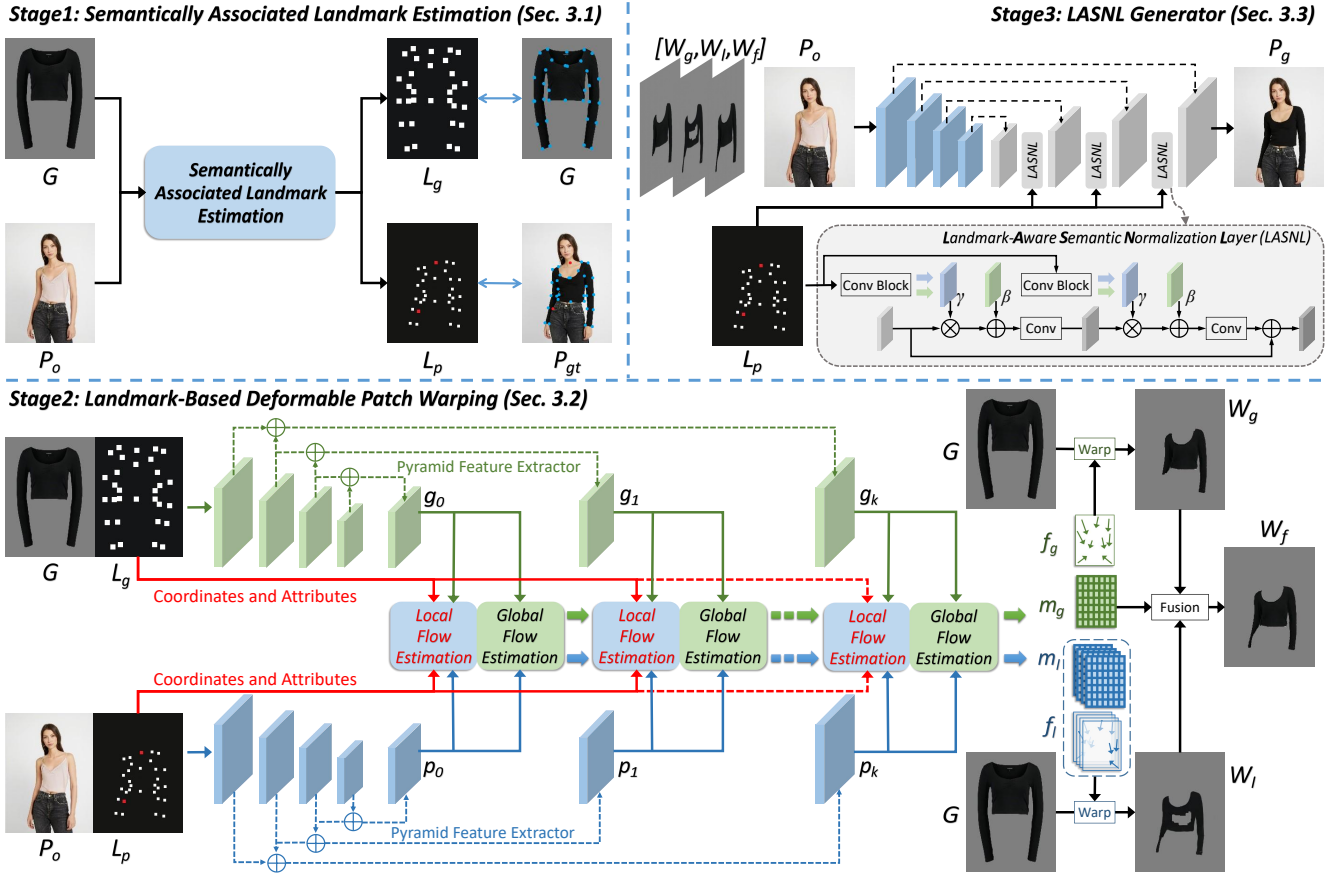 Stage1: Semantically Associated Landmark Estimation (Sec. 3.1)
G
Semantically
Associated Landmark
Estimation
P_o
L_g
G
L_p
P_gt
Stage3: LASNL Generator (Sec. 3.3)
[W_g,W_l,W_f]
P_o
P_g
LASNL
LASNL
LASNL
Landmark-Aware Semantic Normalization Layer (LASNL)
Conv Block
γ
β
Conv Block
γ
β
Conv
Conv
L_p
Stage2: Landmark-Based Deformable Patch Warping (Sec. 3.2)
G
L_g
Pyramid Feature Extractor
g_0
g_1
g_k
Coordinates and Attributes
Local
Flow
Estimation
Global
Flow
Estimation
Local
Flow
Estimation
Global
Flow
Estimation
Local
Flow
Estimation
Global
Flow
Estimation
Coordinates and Attributes
P_o
L_p
p_0
p_1
p_k
Pyramid Feature Extractor
G
Warp
W_g
f_g
m_g
Fusion
W_f
m_l
f_l
G
Warp
W_l